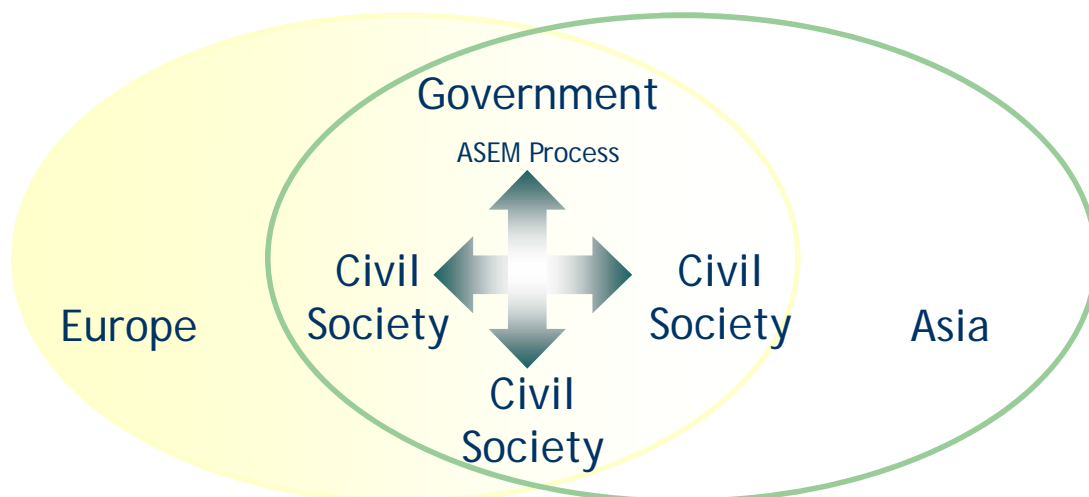 Government
ASEM Process
Civil
Society
Civil
Society
Europe
Asia
Civil
Society